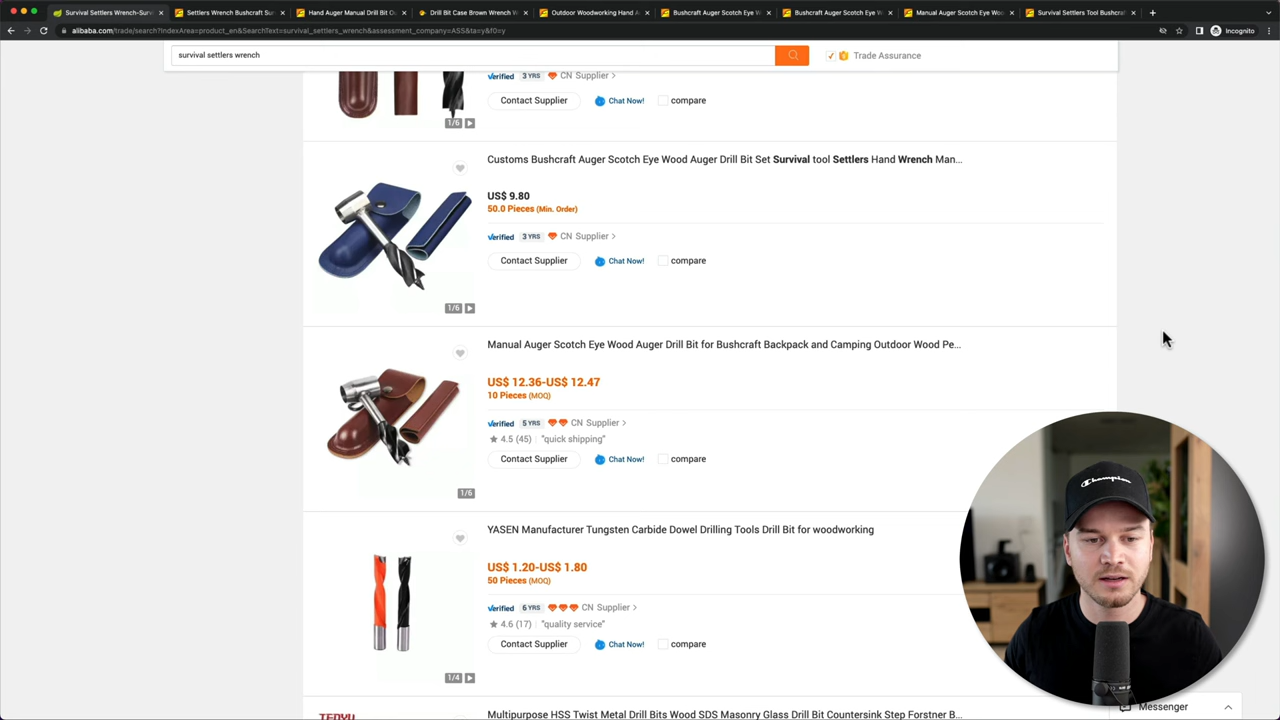 Survival Settlers Wrench-Surv
Settlers Wrench Bushcraft Su
Hand Auger Manual Drill Bit O
Drill Bit Case Brown Wrench W
Outdoor Woodworking Hand A
Bushcraft Auger Scotch Eye W
Bushcraft Auger Scotch Eye W
Manual Auger Scotch Eye Woo
Survival Settlers Tool Bushcraf
alibaba.com/trade/search?IndexArea=product_en&SearchText=survival_settlers_wrench&assessment_company=ASS&ta=y&f0=y
Incognito
survival settlers wrench
Trade Assurance
Verified 3 YRS CN Supplier >
Contact Supplier Chat Now! compare
1/6
Customs Bushcraft Auger Scotch Eye Wood Auger Drill Bit Set Survival tool Settlers Hand Wrench Man...
US$ 9.80
50.0 Pieces (Min. Order)
Verified 3 YRS CN Supplier >
Contact Supplier Chat Now! compare
1/6
Manual Auger Scotch Eye Wood Auger Drill Bit for Bushcraft Backpack and Camping Outdoor Wood Pe...
US$ 12.36-US$ 12.47
10 Pieces (MOQ)
Verified 5 YRS CN Supplier >
4.5 (45) "quick shipping"
Contact Supplier Chat Now! compare
1/6
YASEN Manufacturer Tungsten Carbide Dowel Drilling Tools Drill Bit for woodworking
US$ 1.20-US$ 1.80
50 Pieces (MOQ)
Verified 6 YRS CN Supplier >
4.6 (17) "quality service"
Contact Supplier Chat Now! compare
1/4
Champion
Messenger
TENYU
Multipurpose HSS Twist Metal Drill Bits Wood SDS Masonry Glass Drill Bit Countersink Step Forstner B...